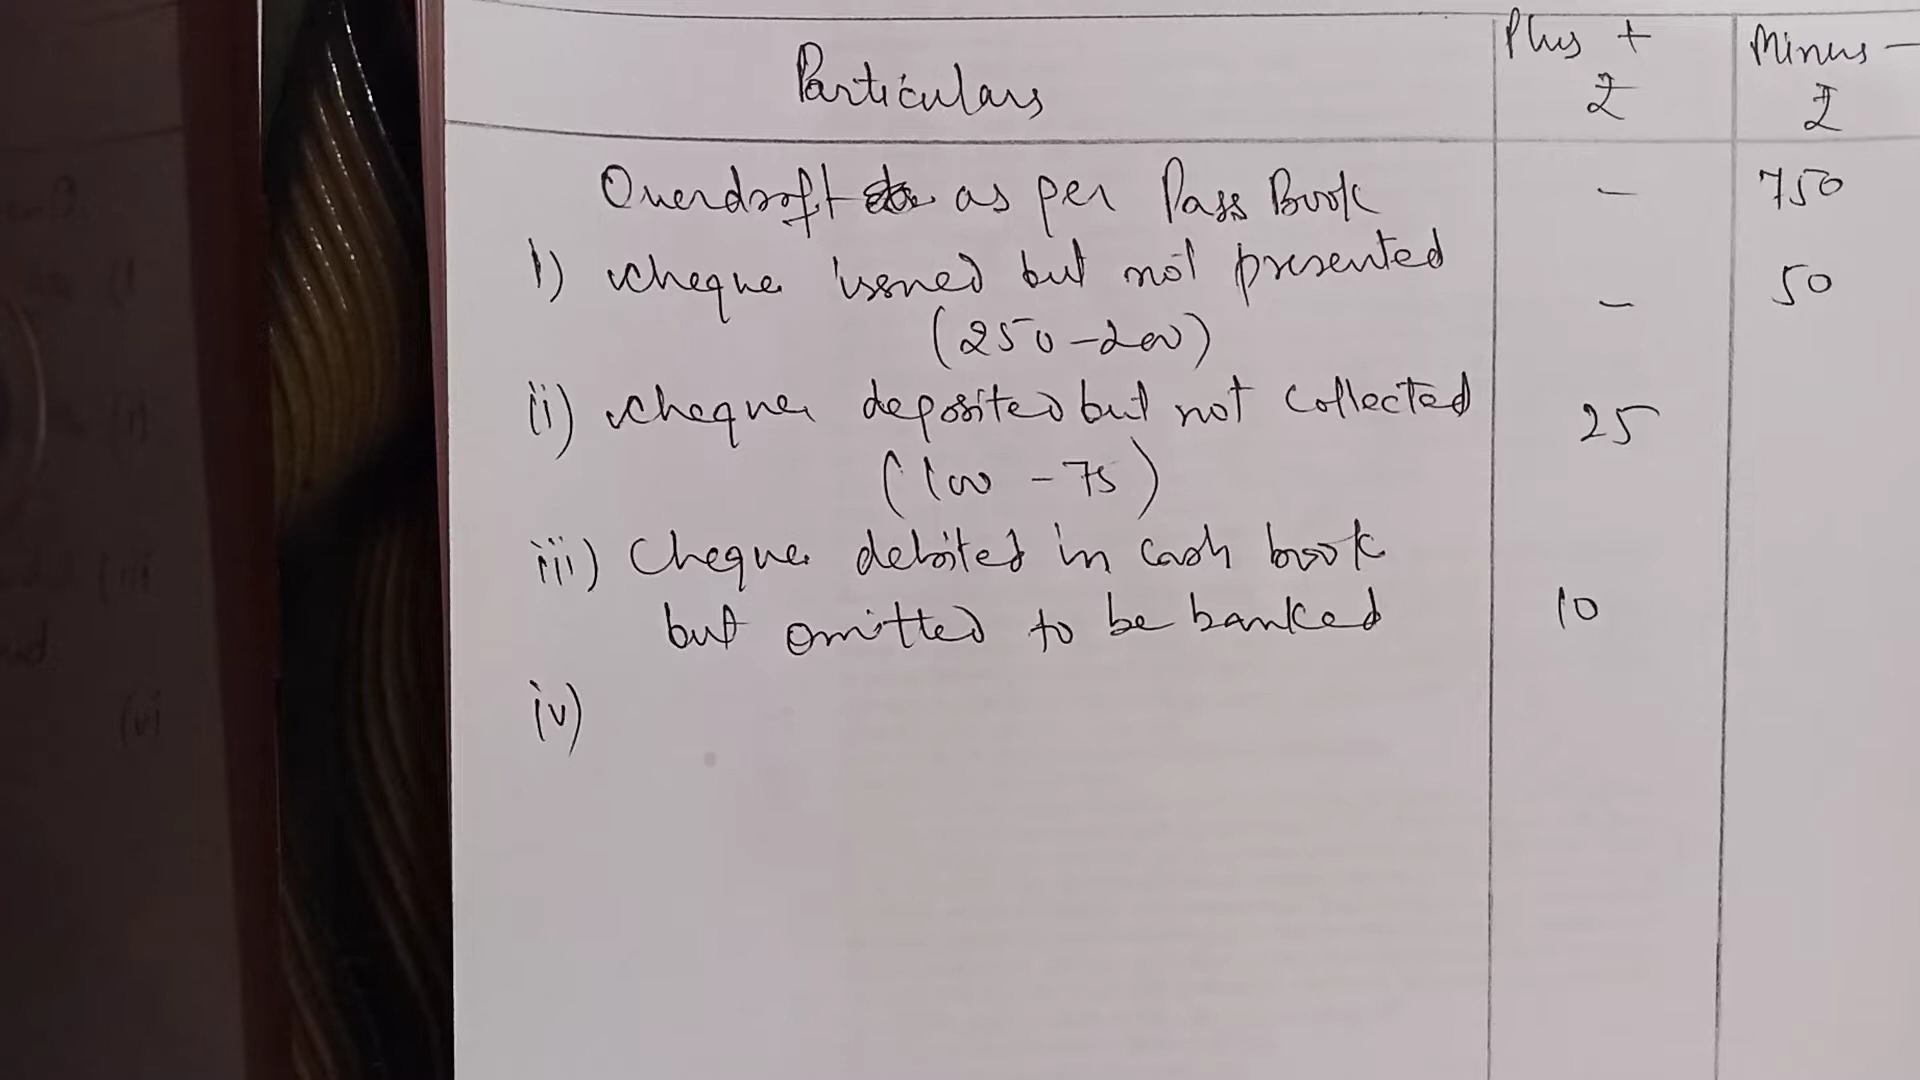 Particulars
Plus +
₹
Minus –
₹
Overdraft as per Pass Book – 750
1) cheque issued but not presented – 50
(250 – 200)
ii) cheque deposited but not collected 25
(100 – 75)
iii) Cheque debited in cash book
but omitted to be banked 10
iv)